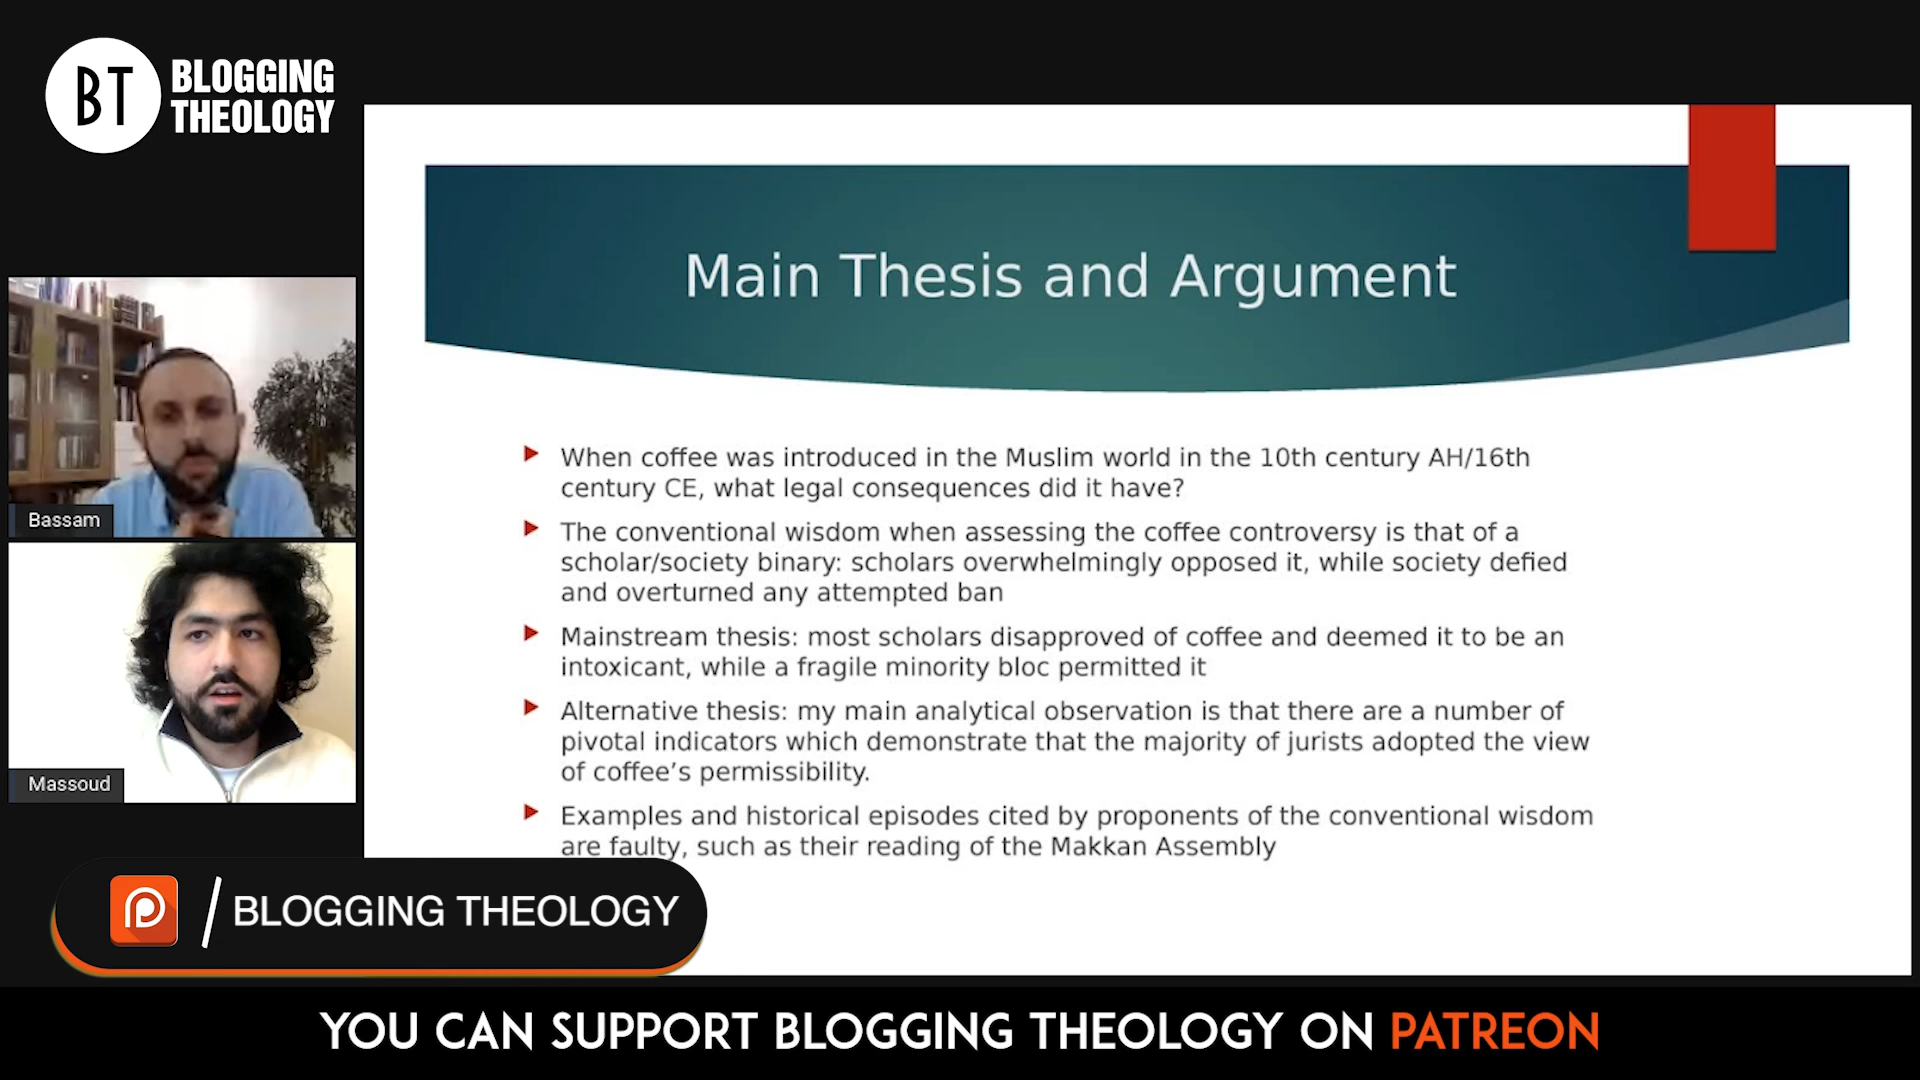 BT
BLOGGING
THEOLOGY
Main Thesis and Argument
When coffee was introduced in the Muslim world in the 10th century AH/16th
century CE, what legal consequences did it have?
The conventional wisdom when assessing the coffee controversy is that of a
scholar/society binary: scholars overwhelmingly opposed it, while society defied
and overturned any attempted ban
Mainstream thesis: most scholars disapproved of coffee and deemed it to be an
intoxicant, while a fragile minority bloc permitted it
Alternative thesis: my main analytical observation is that there are a number of
pivotal indicators which demonstrate that the majority of jurists adopted the view
of coffee’s permissibility.
Examples and historical episodes cited by proponents of the conventional wisdom
are faulty, such as their reading of the Makkan Assembly
Bassam
Massoud
/ BLOGGING THEOLOGY
YOU CAN SUPPORT BLOGGING THEOLOGY ON PATREON